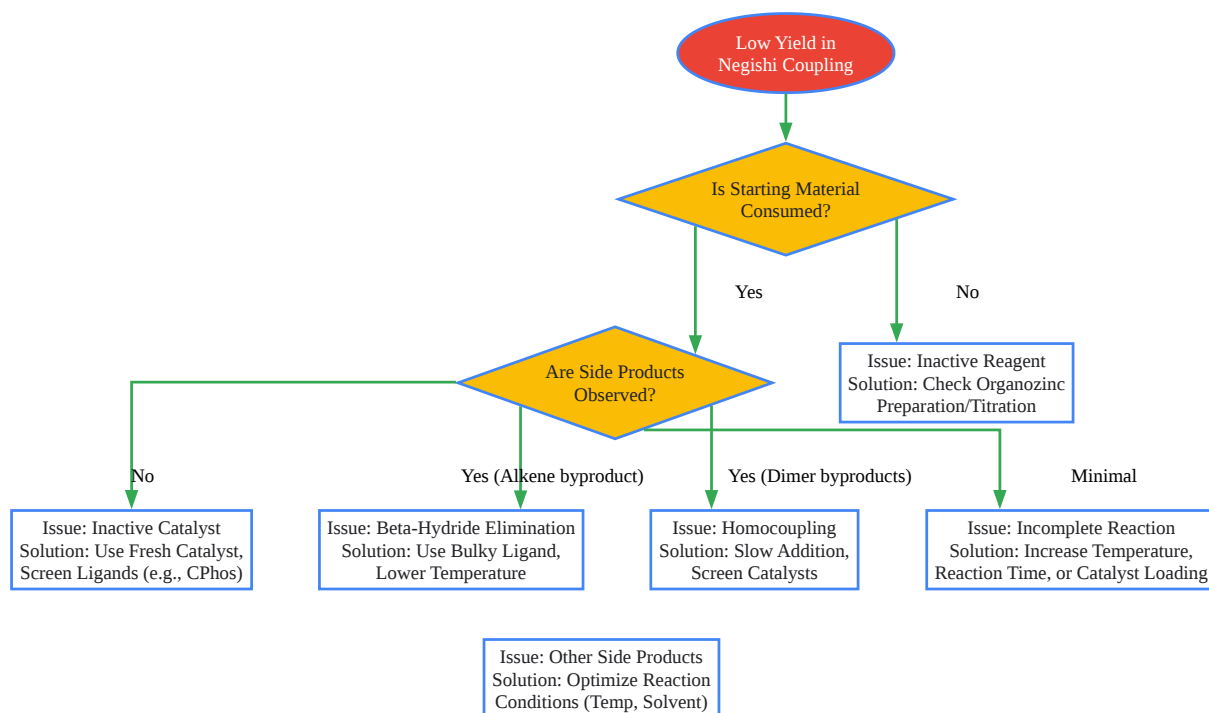 Low Yield in
Negishi Coupling
Is Starting Material
Consumed?
Yes
No
Issue: Inactive Reagent
Solution: Check Organozinc
Preparation/Titration
Are Side Products
Observed?
No
Yes (Alkene byproduct)
Yes (Dimer byproducts)
Minimal
Issue: Inactive Catalyst
Solution: Use Fresh Catalyst,
Screen Ligands (e.g., CPhos)
Issue: Beta-Hydride Elimination
Solution: Use Bulky Ligand,
Lower Temperature
Issue: Homocoupling
Solution: Slow Addition,
Screen Catalysts
Issue: Incomplete Reaction
Solution: Increase Temperature,
Reaction Time, or Catalyst Loading
Issue: Other Side Products
Solution: Optimize Reaction
Conditions (Temp, Solvent)